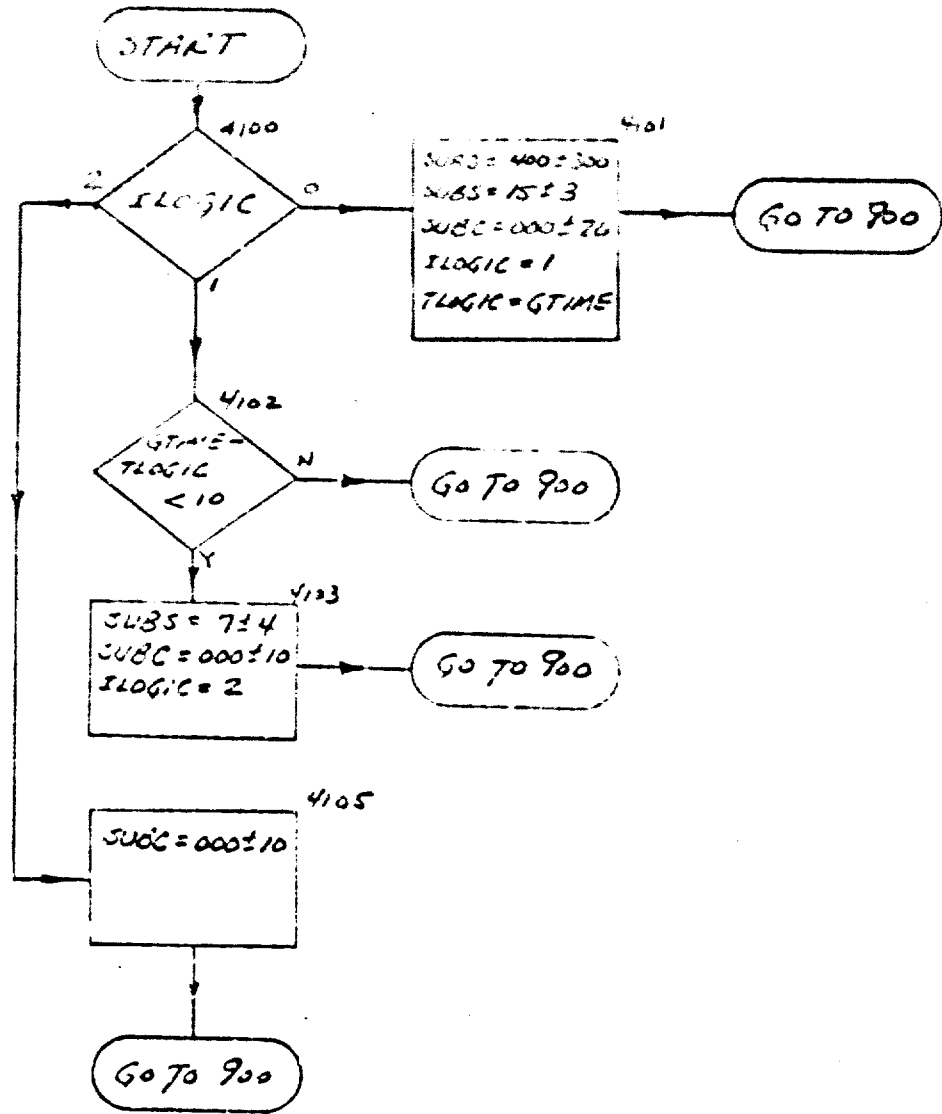 START
4100
ILOGIC
2
0
1
4101
SUBS = 15 ± 3
SUBC = 000 ± 20
ILOGIC = 1
TLOGIC = GTIME
GO TO 900
4102
GTIME -
TLOGIC
< 10
N
Y
GO TO 900
4103
SUBS = 7 ± 4
SUBC = 000 ± 10
ILOGIC = 2
GO TO 900
4105
SUBC = 000 ± 10
GO TO 900